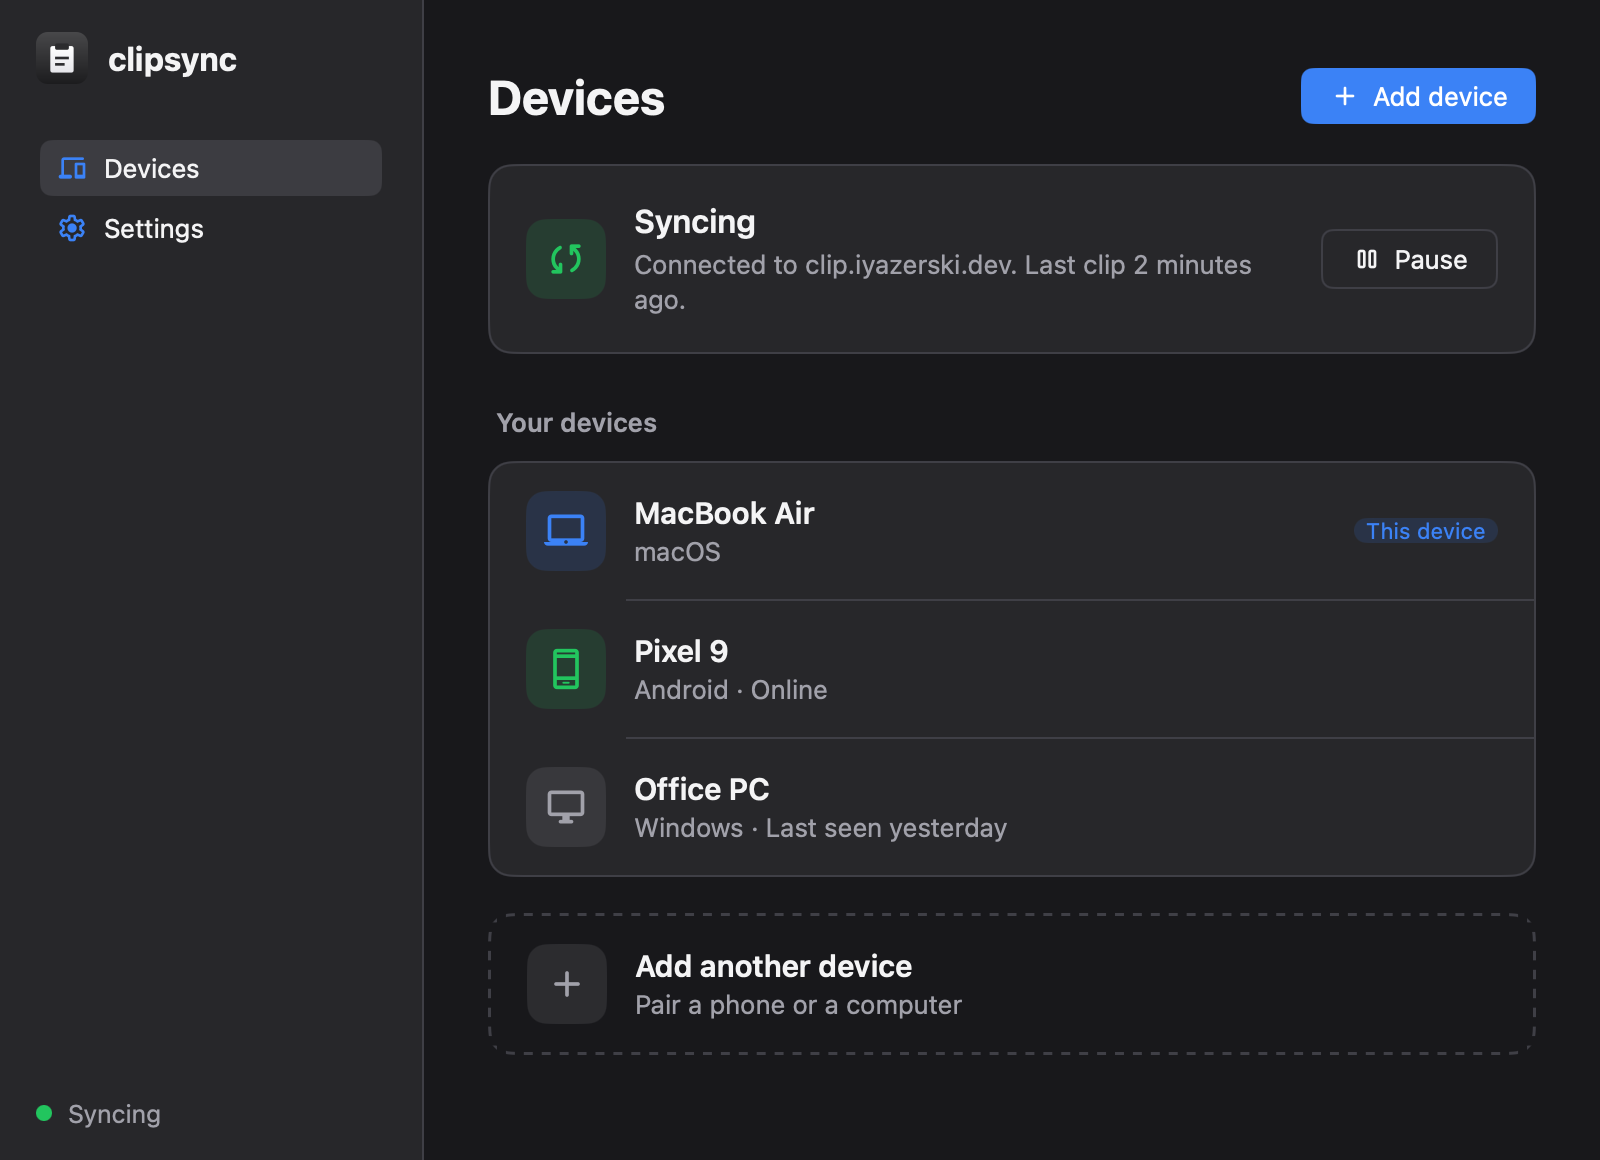 clipsync
Devices
Settings
Syncing
Devices
Add device
Syncing
Connected to clip.iyazerski.dev. Last clip 2 minutes
ago.
Pause
Your devices
MacBook Air
macOS
This device
Pixel 9
Android · Online
Office PC
Windows · Last seen yesterday
Add another device
Pair a phone or a computer